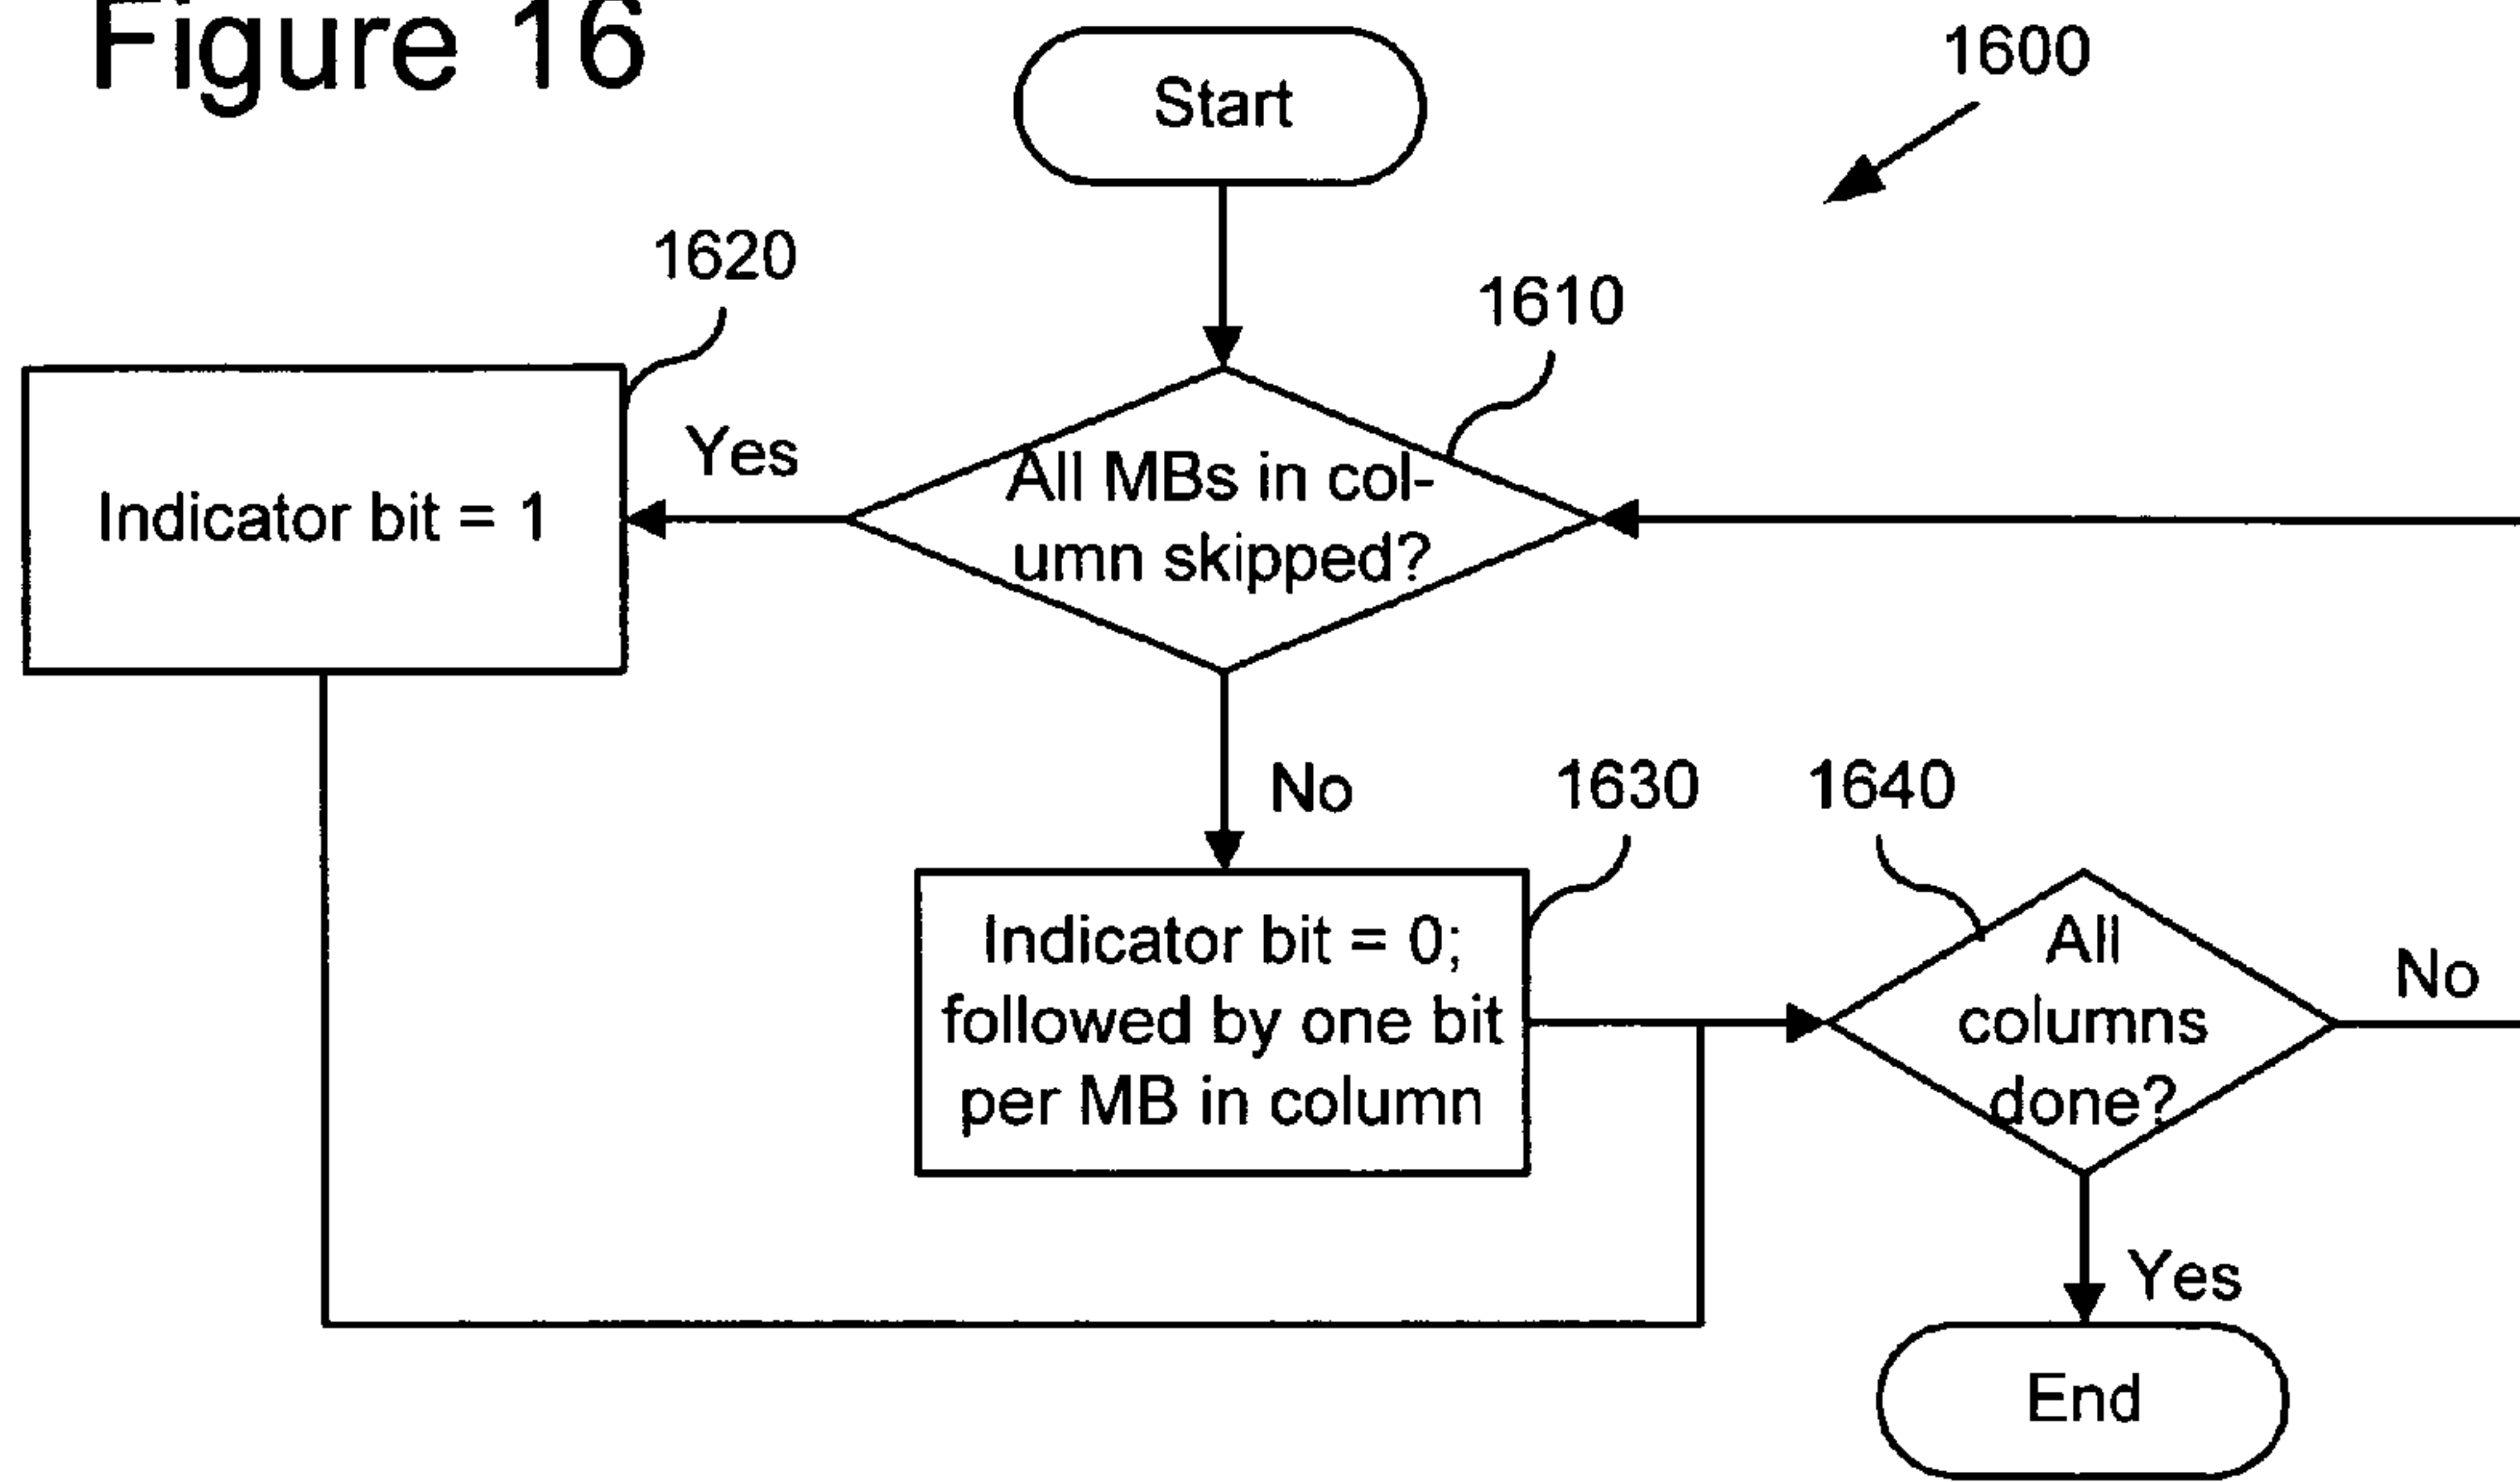 Figure 16
Start
1600
1620
1610
Yes
All MBs in col-
umn skipped?
Indicator bit = 1
No
1630
1640
Indicator bit = 0;
followed by one bit
per MB in column
All
columns
done?
No
Yes
End